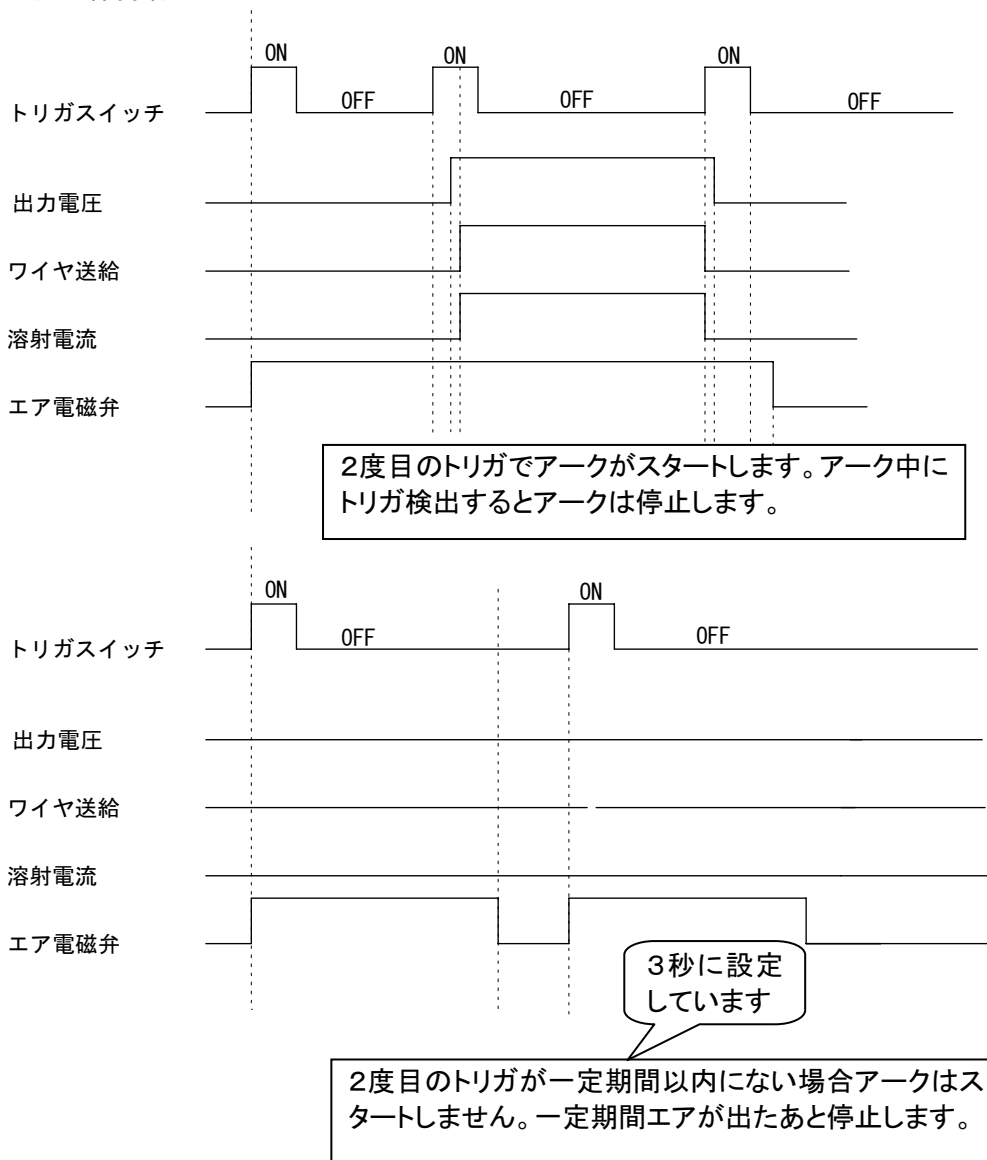 ON
ON
ON
トリガスイッチ
OFF
OFF
OFF
出力電圧
ワイヤ送給
溶射電流
エア電磁弁
２度目のトリガでアークがスタートします。アーク中に
トリガ検出するとアークは停止します。
ON
ON
トリガスイッチ
OFF
OFF
出力電圧
ワイヤ送給
溶射電流
エア電磁弁
３秒に設定
しています
２度目のトリガが一定期間以内にない場合アークはス
タートしません。一定期間エアが出たあと停止します。